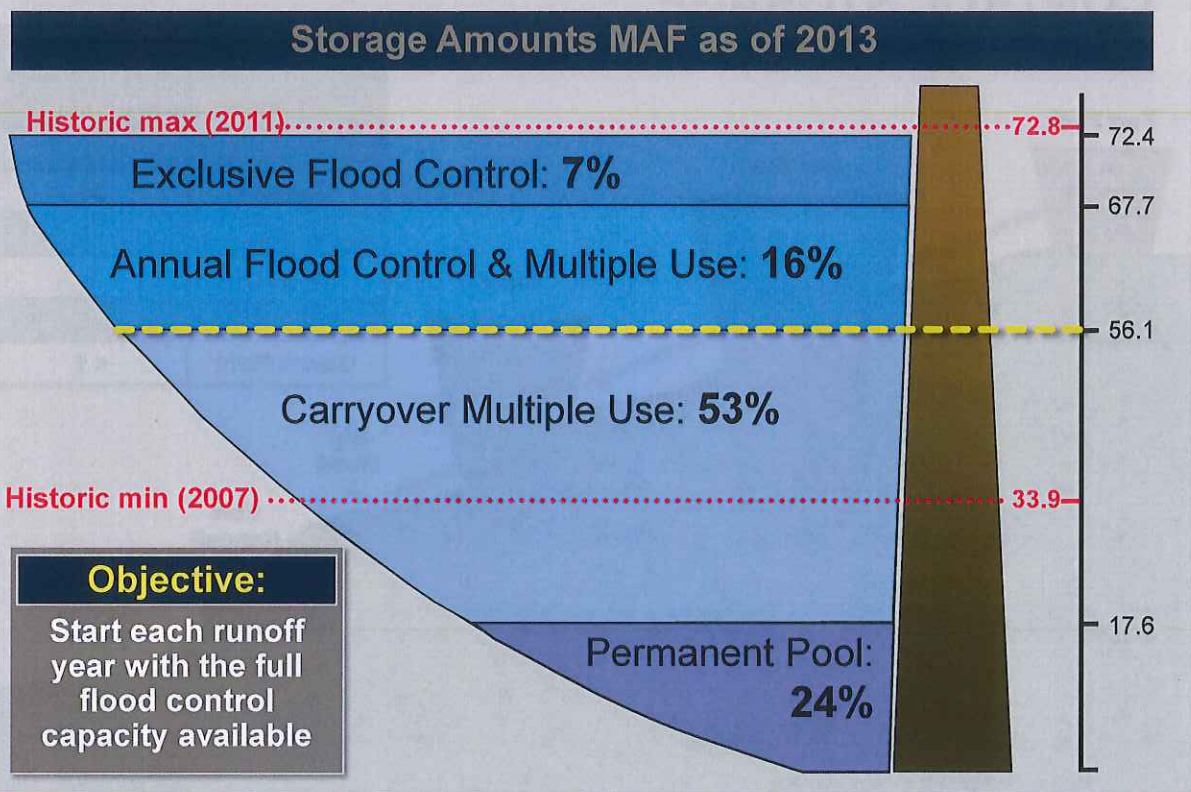 Storage Amounts MAF as of 2013
Historic max (2011)
72.8
72.4
Exclusive Flood Control: 7%
67.7
Annual Flood Control & Multiple Use: 16%
56.1
Carryover Multiple Use: 53%
Historic min (2007)
33.9
Objective:
Start each runoff
year with the full
flood control
capacity available
17.6
Permanent Pool:
24%